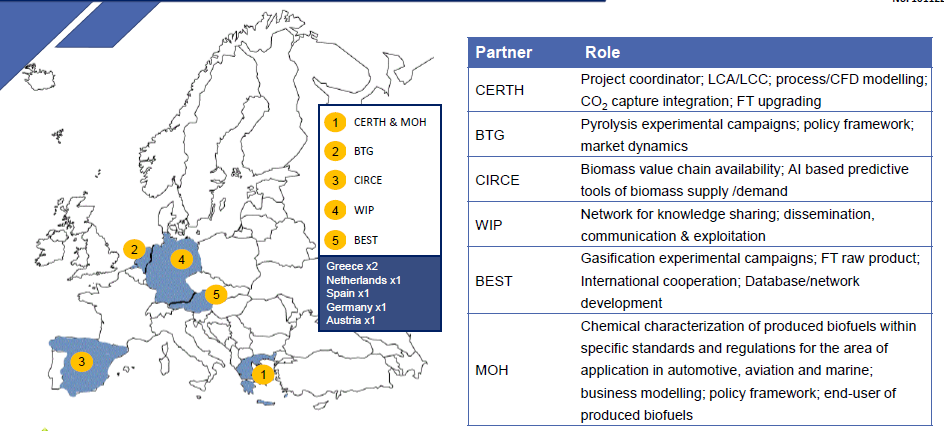 1 CERTH & MOH
2 BTG
3 CIRCE
4 WIP
5 BEST
Greece x2
Netherlands x1
Spain x1
Germany x1
Austria x1
2
4
5
3
1
Partner Role
CERTH Project coordinator; LCA/LCC; process/CFD modelling;
CO₂ capture integration; FT upgrading
BTG Pyrolysis experimental campaigns; policy framework;
market dynamics
CIRCE Biomass value chain availability; AI based predictive
tools of biomass supply /demand
WIP Network for knowledge sharing; dissemination,
communication & exploitation
BEST Gasification experimental campaigns; FT raw product;
International cooperation; Database/network
development
MOH Chemical characterization of produced biofuels within
specific standards and regulations for the area of
application in automotive, aviation and marine;
business modelling; policy framework; end-user of
produced biofuels